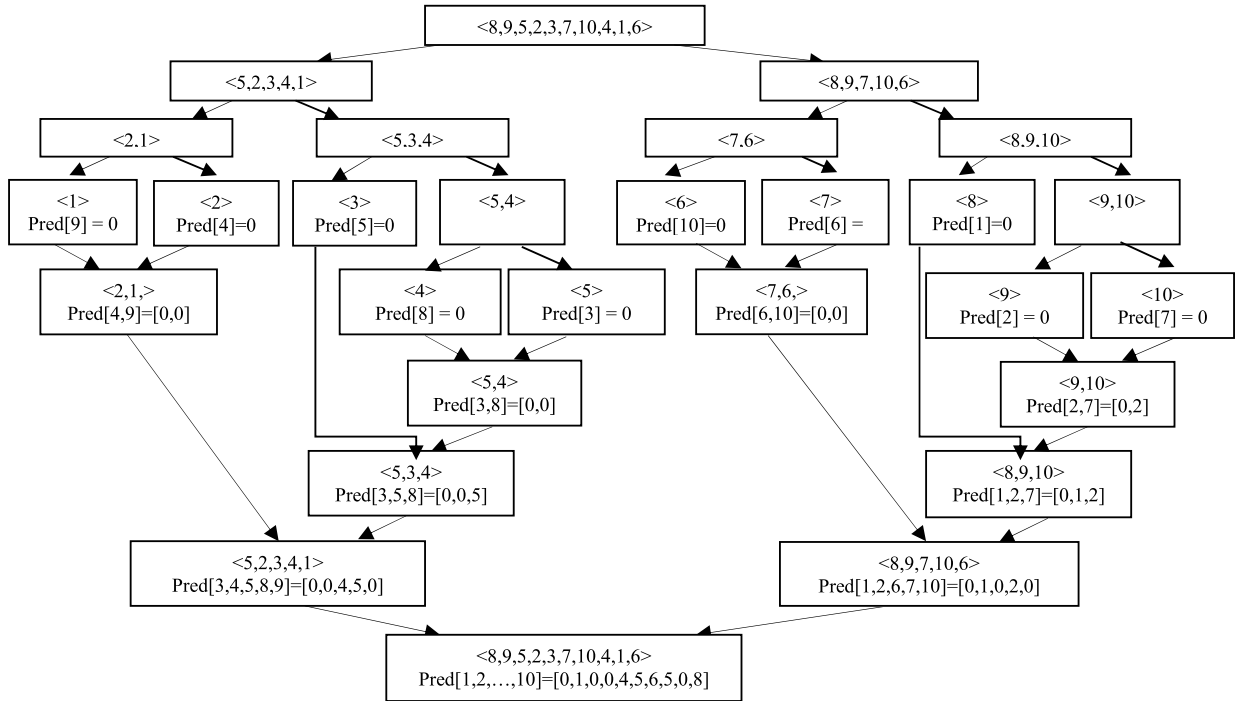 <8,9,5,2,3,7,10,4,1,6>
<5,2,3,4,1>
<8,9,7,10,6>
<2,1>
<5,3,4>
<7,6>
<8,9,10>
<1>
Pred[9] = 0
<2>
Pred[4]=0
<3>
Pred[5]=0
<5,4>
<6>
Pred[10]=0
<7>
Pred[6] =
<8>
Pred[1]=0
<9,10>
<2,1,>
Pred[4,9]=[0,0]
<4>
Pred[8] = 0
<5>
Pred[3] = 0
<7,6,>
Pred[6,10]=[0,0]
<9>
Pred[2] = 0
<10>
Pred[7] = 0
<5,4>
Pred[3,8]=[0,0]
<9,10>
Pred[2,7]=[0,2]
<5,3,4>
Pred[3,5,8]=[0,0,5]
<8,9,10>
Pred[1,2,7]=[0,1,2]
<5,2,3,4,1>
Pred[3,4,5,8,9]=[0,0,4,5,0]
<8,9,7,10,6>
Pred[1,2,6,7,10]=[0,1,0,2,0]
<8,9,5,2,3,7,10,4,1,6>
Pred[1,2,…,10]=[0,1,0,0,4,5,6,5,0,8]